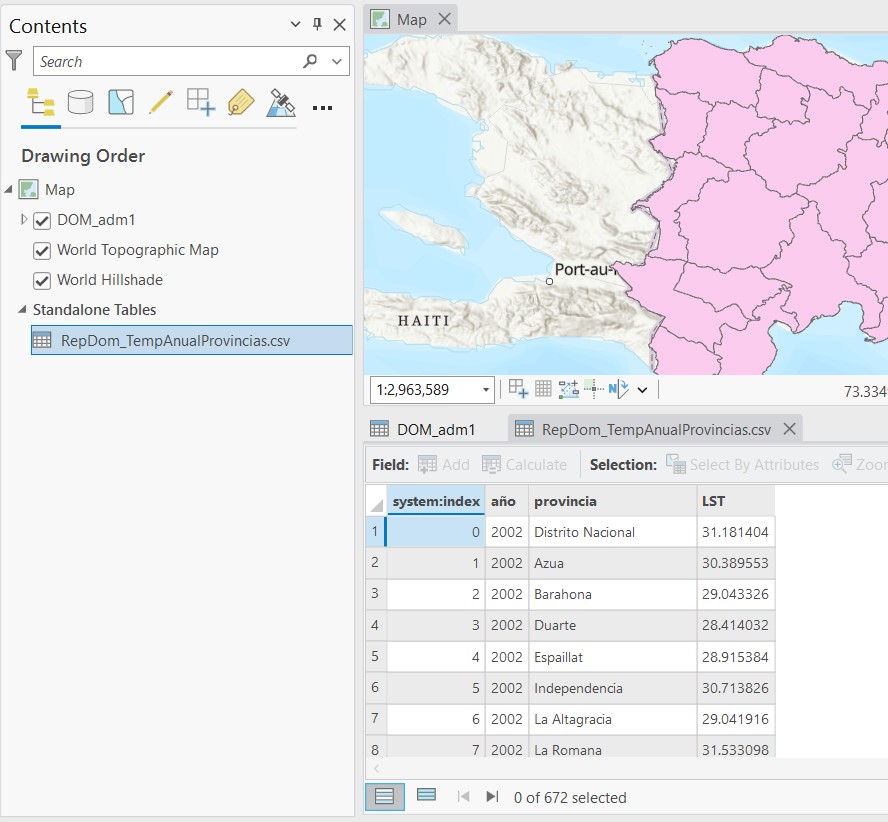 Contents
Search
Drawing Order
Map
DOM_adm1
World Topographic Map
World Hillshade
Standalone Tables
RepDom_TempAnualProvincias.csv
Map
Port-au-
HAITI
1:2,963,589
73.334
DOM_adm1
RepDom_TempAnualProvincias.csv
Field: Add Calculate Selection: Select By Attributes Zoo
system:index año provincia LST
1 0 2002 Distrito Nacional 31.181404
2 1 2002 Azua 30.389553
3 2 2002 Barahona 29.043326
4 3 2002 Duarte 28.414032
5 4 2002 Espaillat 28.915384
6 5 2002 Independencia 30.713826
7 6 2002 La Altagracia 29.041916
8 7 2002 La Romana 31.533098
0 of 672 selected